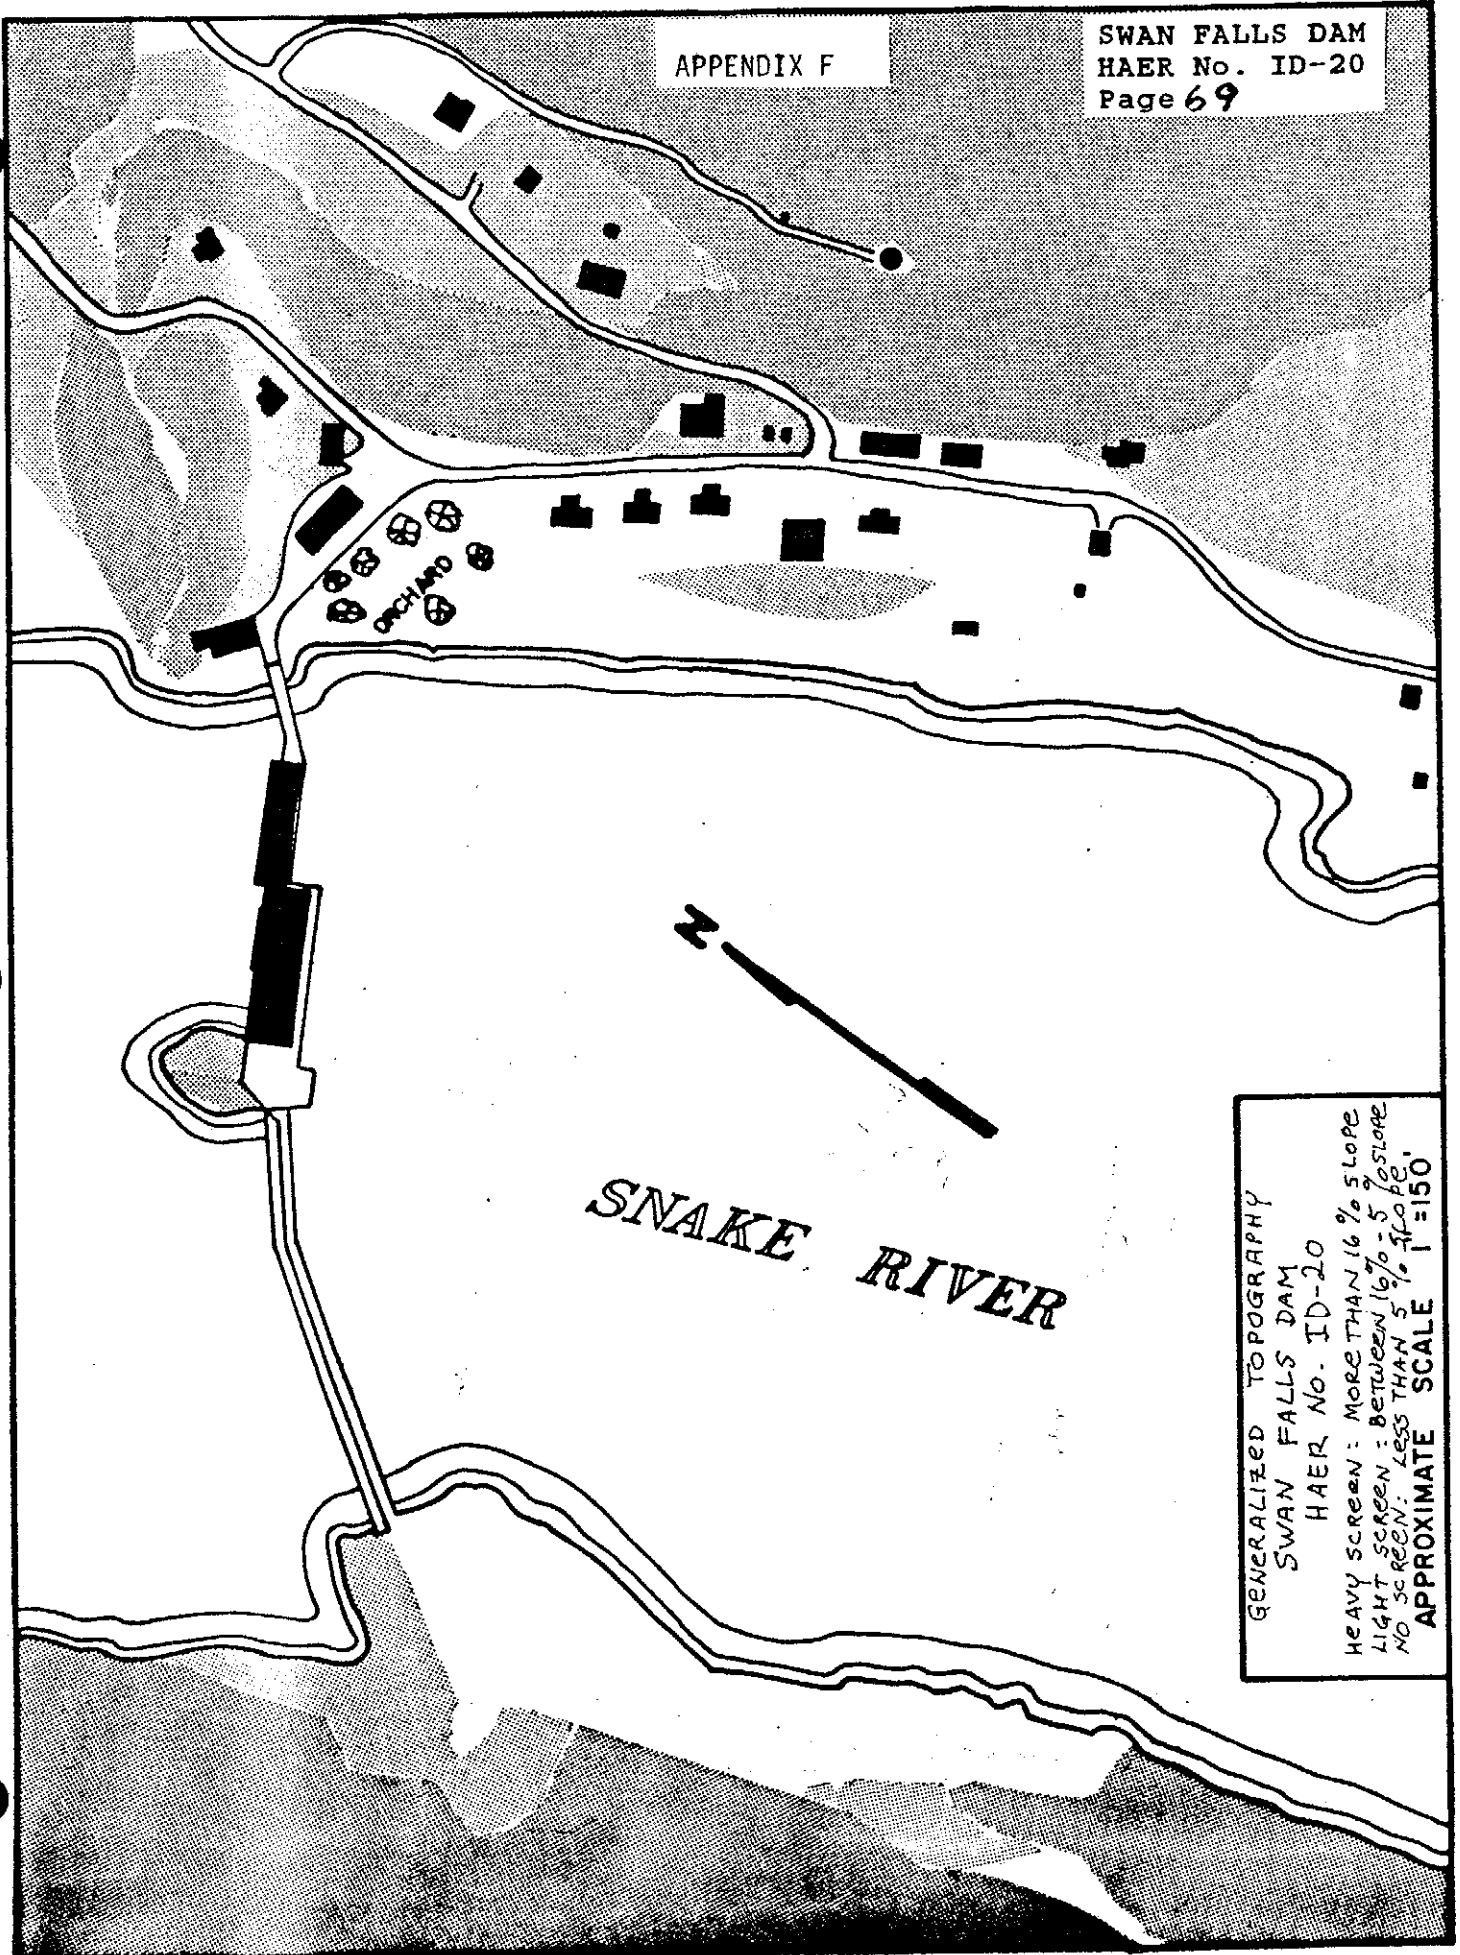 APPENDIX F
SWAN FALLS DAM
HAER No. ID-20
Page 69
ORCHARD
N
SNAKE RIVER
GENERALIZED TOPOGRAPHY
SWAN FALLS DAM
HAER NO. ID-20
HEAVY SCREEN: MORE THAN 16% SLOPE
LIGHT SCREEN: BETWEEN 16%-5% SLOPE
NO SCREEN: LESS THAN 5% SLOPE
APPROXIMATE SCALE 1"=150'